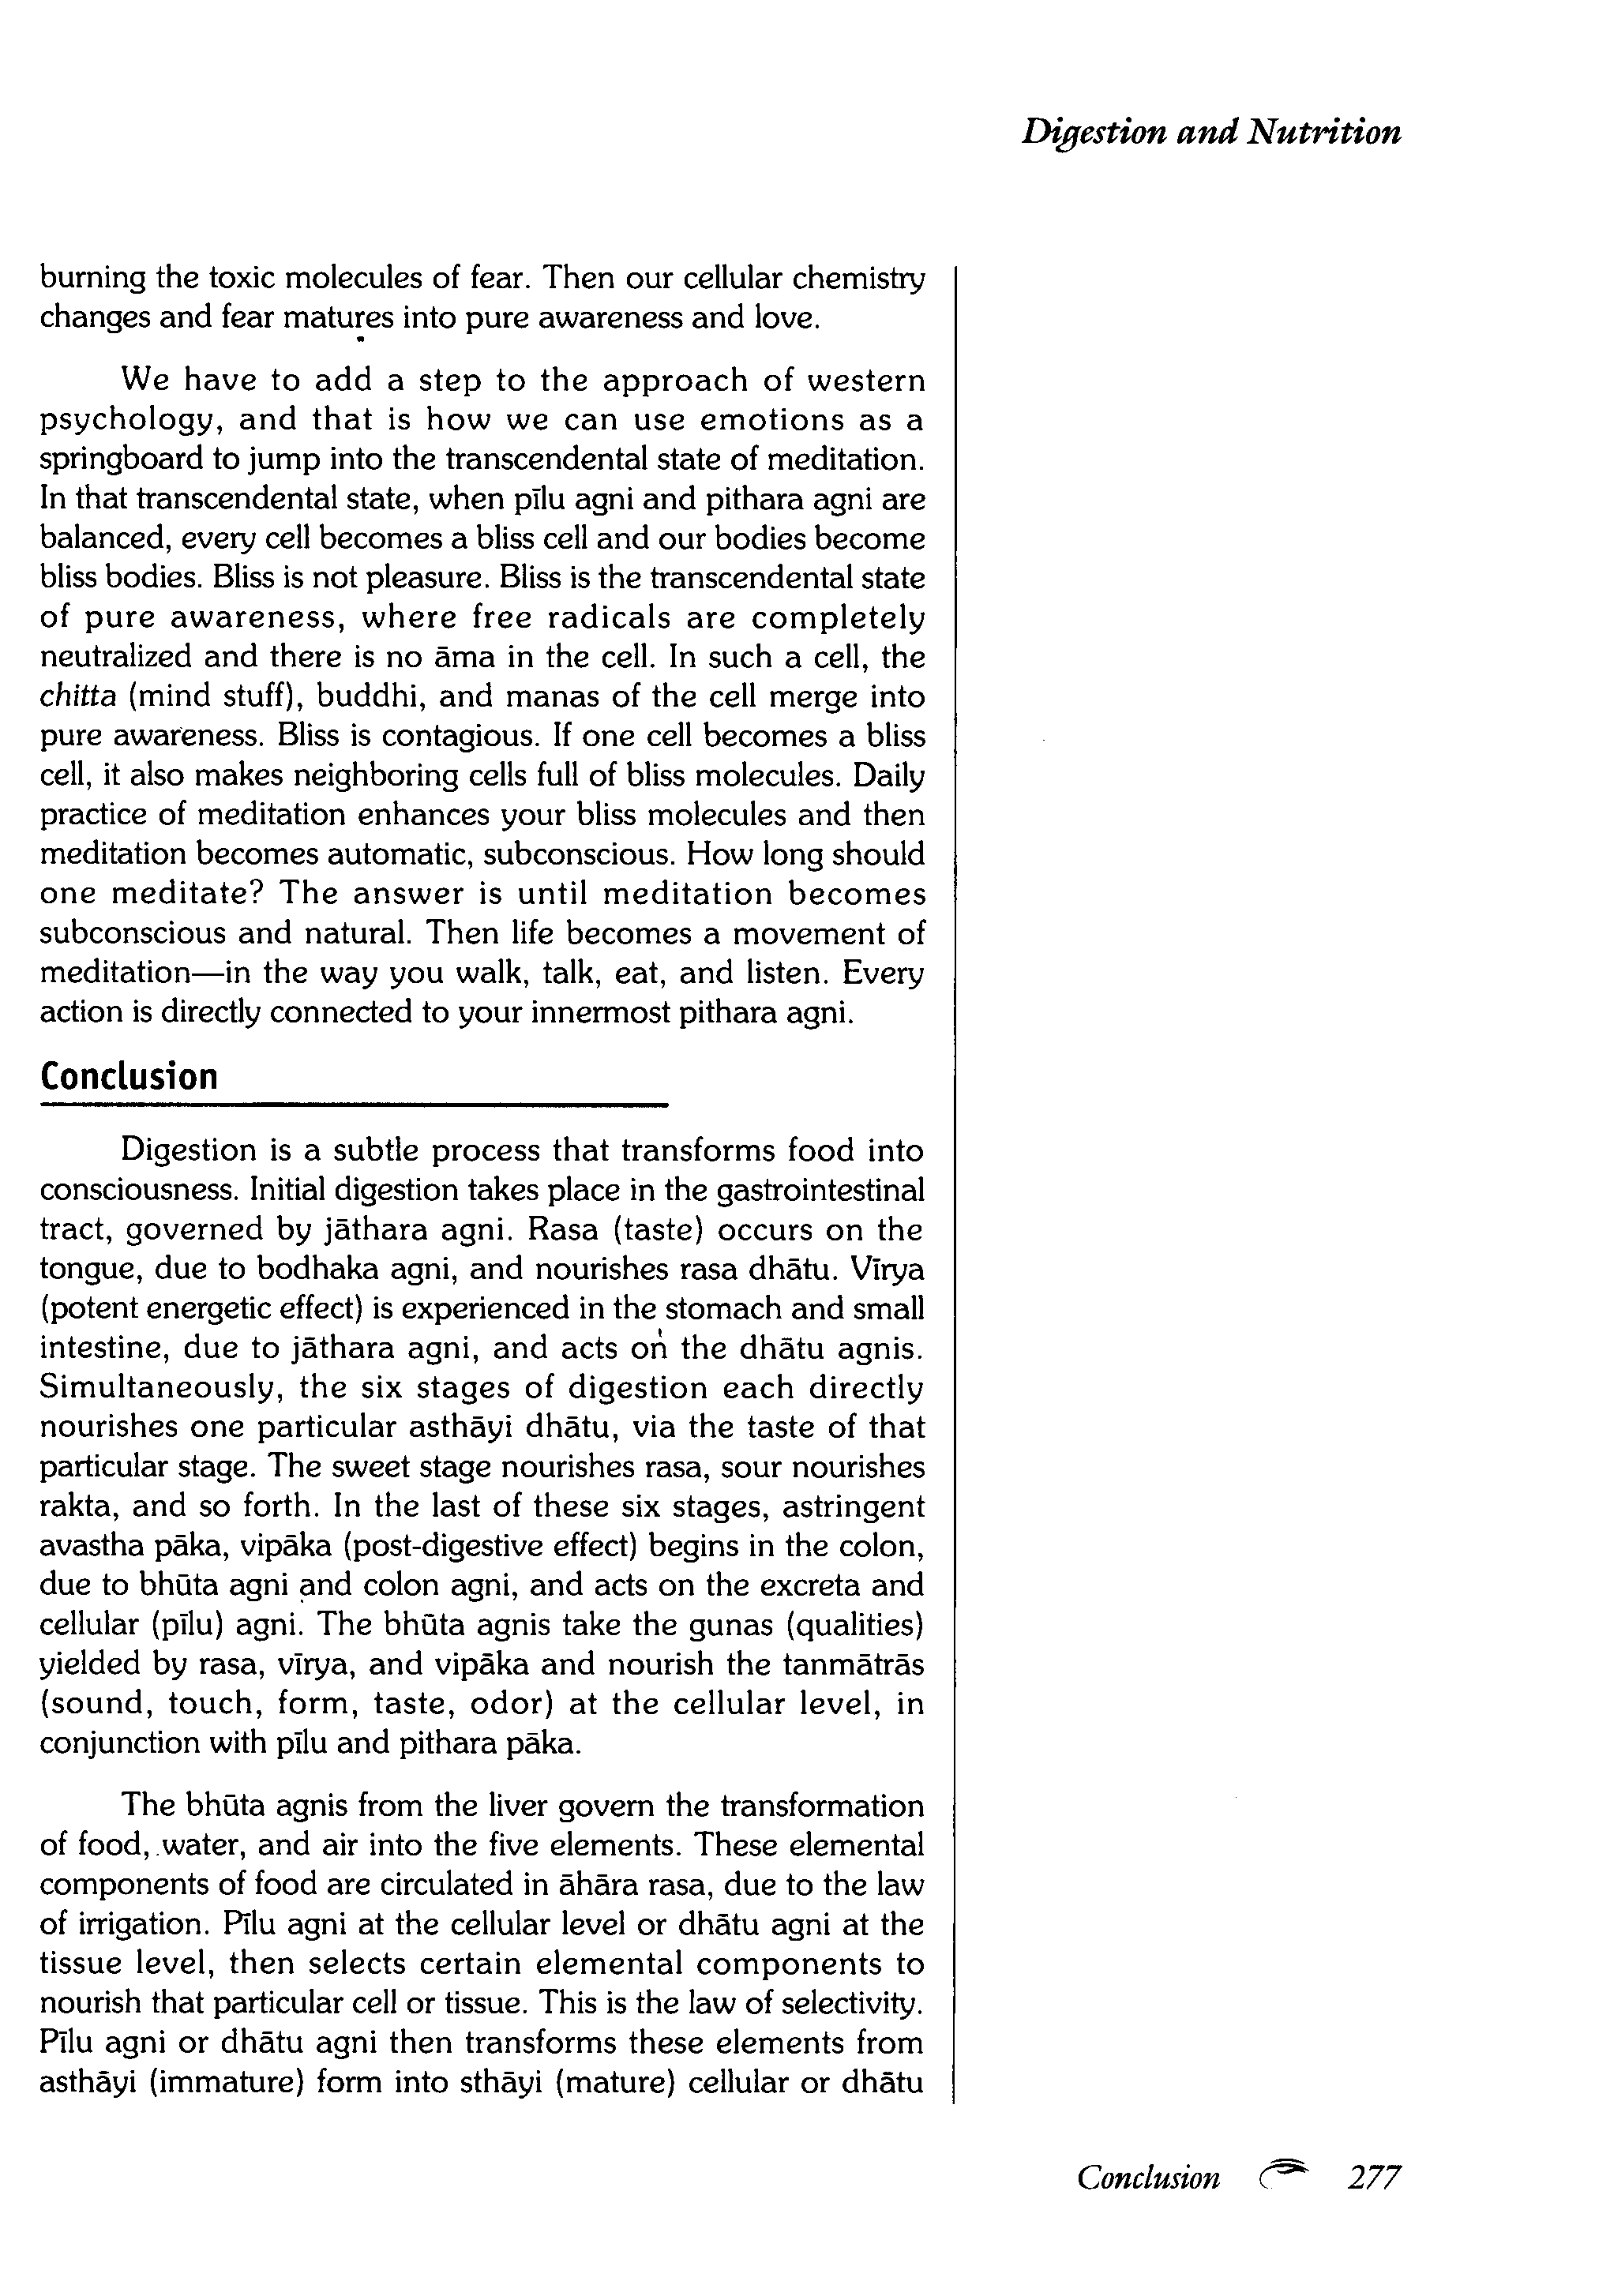 Digestion and Nutrition
burning the toxic molecules of fear. Then our cellular chemistry
changes and fear matures into pure awareness and love.
We have to add a step to the approach of western
psychology, and that is how we can use emotions as a
springboard to jump into the transcendental state of meditation.
In that transcendental state, when pīlu agni and pithara agni are
balanced, every cell becomes a bliss cell and our bodies become
bliss bodies. Bliss is not pleasure. Bliss is the transcendental state
of pure awareness, where free radicals are completely
neutralized and there is no āma in the cell. In such a cell, the
chitta (mind stuff), buddhi, and manas of the cell merge into
pure awareness. Bliss is contagious. If one cell becomes a bliss
cell, it also makes neighboring cells full of bliss molecules. Daily
practice of meditation enhances your bliss molecules and then
meditation becomes automatic, subconscious. How long should
one meditate? The answer is until meditation becomes
subconscious and natural. Then life becomes a movement of
meditation—in the way you walk, talk, eat, and listen. Every
action is directly connected to your innermost pithara agni.
Conclusion
Digestion is a subtle process that transforms food into
consciousness. Initial digestion takes place in the gastrointestinal
tract, governed by jāthara agni. Rasa (taste) occurs on the
tongue, due to bodhaka agni, and nourishes rasa dhātu. Vīrya
(potent energetic effect) is experienced in the stomach and small
intestine, due to jāthara agni, and acts on the dhātu agnis.
Simultaneously, the six stages of digestion each directly
nourishes one particular asthāyi dhātu, via the taste of that
particular stage. The sweet stage nourishes rasa, sour nourishes
rakta, and so forth. In the last of these six stages, astringent
avastha pāka, vipāka (post-digestive effect) begins in the colon,
due to bhūta agni and colon agni, and acts on the excreta and
cellular (pīlu) agni. The bhūta agnis take the gunas (qualities)
yielded by rasa, vīrya, and vipāka and nourish the tanmātrās
(sound, touch, form, taste, odor) at the cellular level, in
conjunction with pīlu and pithara pāka.
The bhūta agnis from the liver govern the transformation
of food, water, and air into the five elements. These elemental
components of food are circulated in āhāra rasa, due to the law
of irrigation. Pīlu agni at the cellular level or dhātu agni at the
tissue level, then selects certain elemental components to
nourish that particular cell or tissue. This is the law of selectivity.
Pīlu agni or dhātu agni then transforms these elements from
asthāyi (immature) form into sthāyi (mature) cellular or dhātu
Conclusion 277